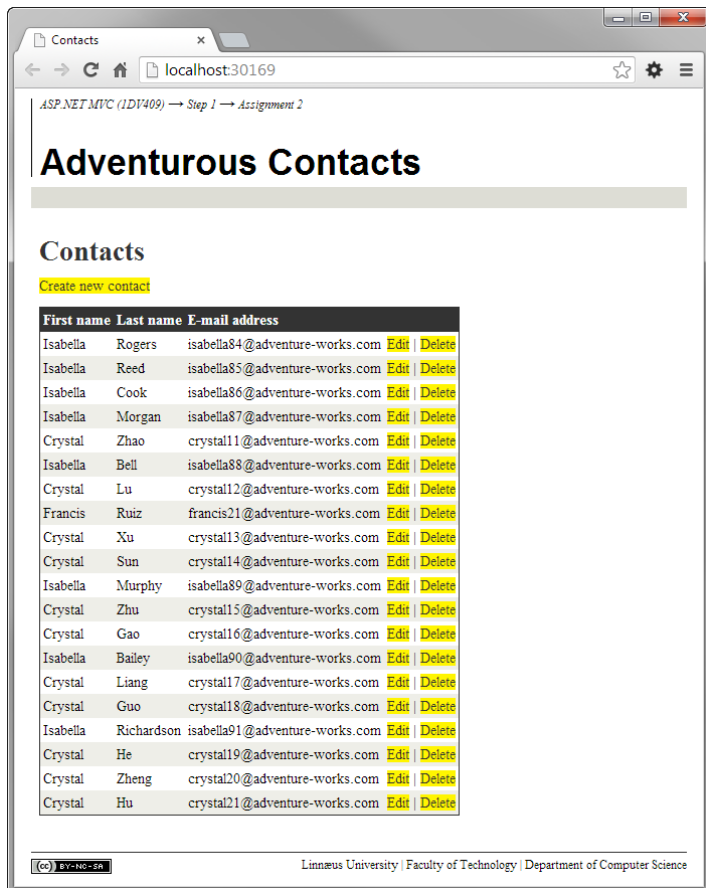 Contacts
localhost:30169
ASP.NET MVC (1DV409) → Step 1 → Assignment 2
Adventurous Contacts
Contacts
Create new contact
First name Last name E-mail address
Isabella Rogers isabella84@adventure-works.com Edit | Delete
Isabella Reed isabella85@adventure-works.com Edit | Delete
Isabella Cook isabella86@adventure-works.com Edit | Delete
Isabella Morgan isabella87@adventure-works.com Edit | Delete
Crystal Zhao crystal11@adventure-works.com Edit | Delete
Isabella Bell isabella88@adventure-works.com Edit | Delete
Crystal Lu crystal12@adventure-works.com Edit | Delete
Francis Ruiz francis21@adventure-works.com Edit | Delete
Crystal Xu crystal13@adventure-works.com Edit | Delete
Crystal Sun crystal14@adventure-works.com Edit | Delete
Isabella Murphy isabella89@adventure-works.com Edit | Delete
Crystal Zhu crystal15@adventure-works.com Edit | Delete
Crystal Gao crystal16@adventure-works.com Edit | Delete
Isabella Bailey isabella90@adventure-works.com Edit | Delete
Crystal Liang crystal17@adventure-works.com Edit | Delete
Crystal Guo crystal18@adventure-works.com Edit | Delete
Isabella Richardson isabella91@adventure-works.com Edit | Delete
Crystal He crystal19@adventure-works.com Edit | Delete
Crystal Zheng crystal20@adventure-works.com Edit | Delete
Crystal Hu crystal21@adventure-works.com Edit | Delete
(cc) BY-NC-SA Linnæus University | Faculty of Technology | Department of Computer Science